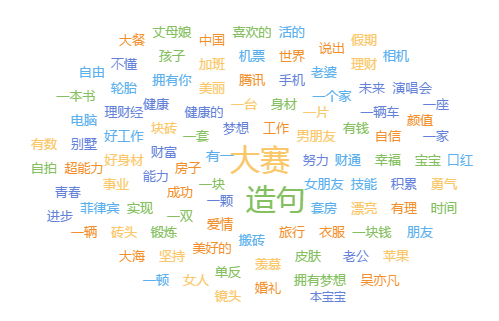 丈母娘 喜欢的 活的
大餐 中国 说出 假期
孩子 机票 世界 相机
不懂 加班 理财
自由 拥有你 腾讯 手机 老婆
轮胎 美丽 未来 演唱会
一本书 一个家
健康 一台 身材
理财经 健康的 一片 一辆车 一座
电脑 颜值
块砖 梦想 工作 有钱
好工作 一套 男朋友 自信 一家
有数 别墅
财富 有一 大赛 努力 财通 幸福 宝宝 口红
自拍 超能力 好身材 房子
能力 一块 女朋友 技能 积累 勇气
青春 事业 成功
一颗 造句 套房 漂亮 有理 时间
进步 菲律宾 实现 一双
爱情
一辆 砖头 锻炼 搬砖 旅行 衣服 一块钱 朋友
美好的
大海 坚持 皮肤 老公 苹果
羡慕
单反
一顿 女人 拥有梦想 吴亦凡
婚礼
镜头 本宝宝